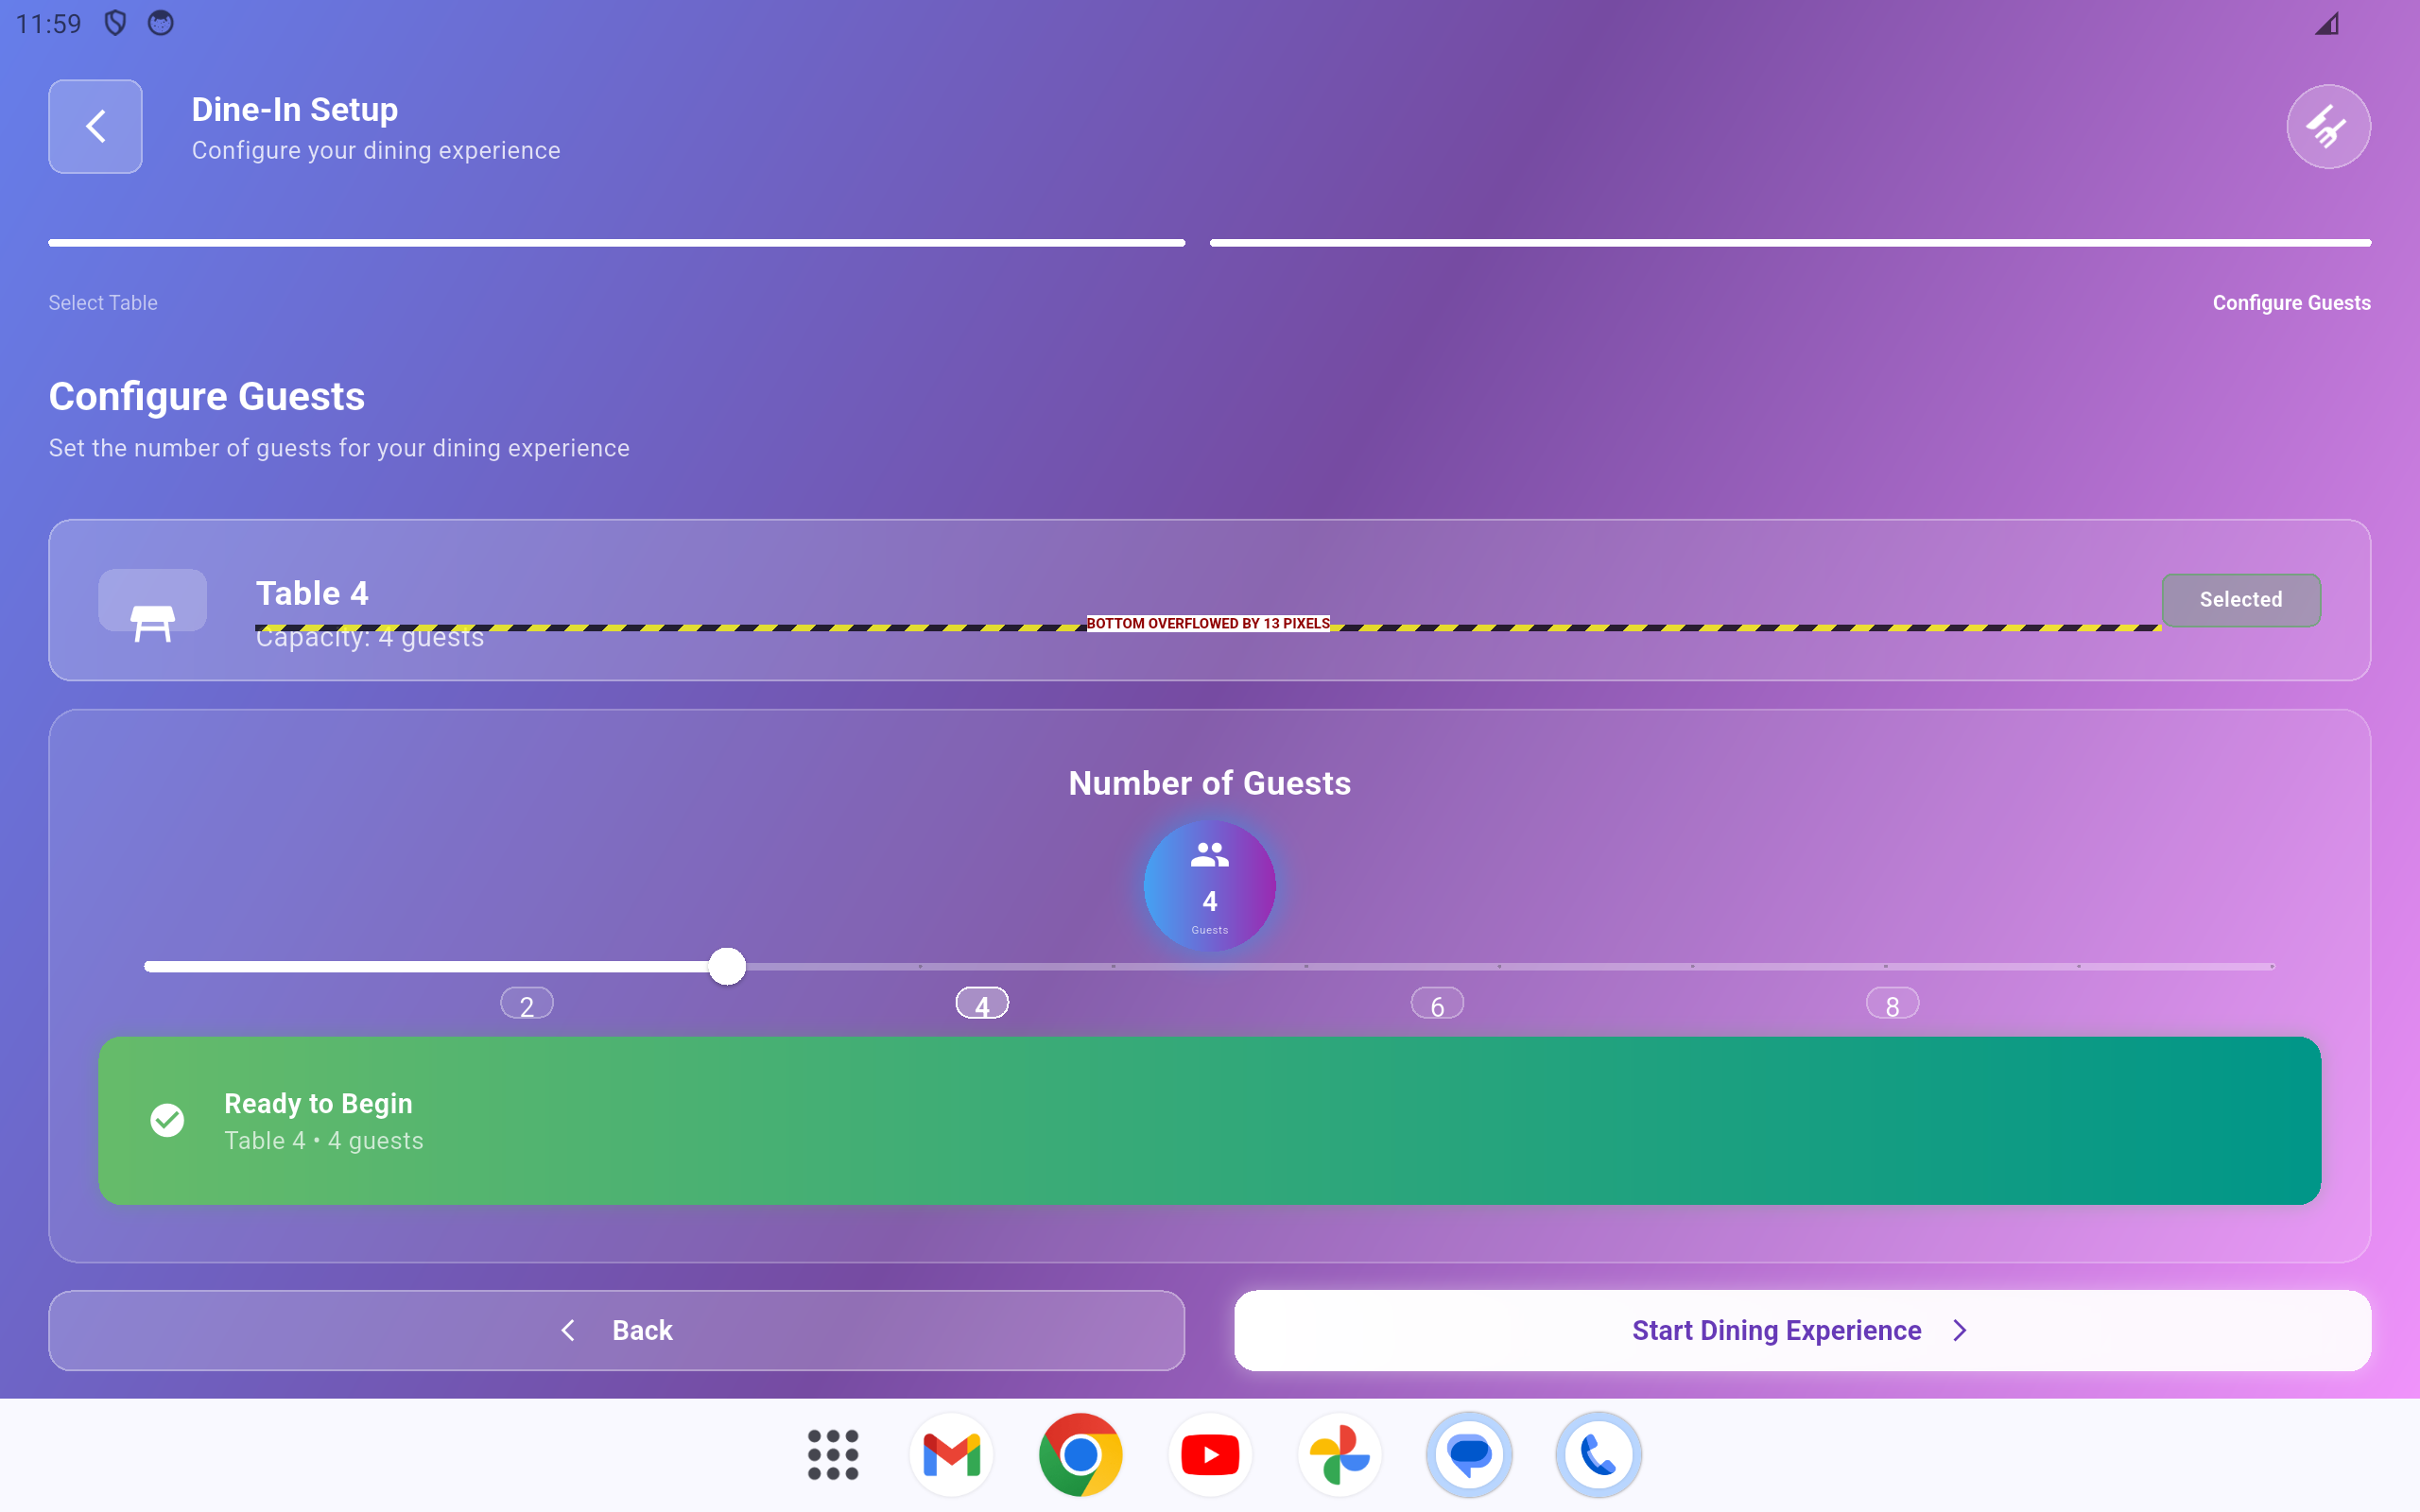 11:59
Dine-In Setup
Configure your dining experience
Select Table
Configure Guests
Configure Guests
Set the number of guests for your dining experience
Table 4
Selected
BOTTOM OVERFLOWED BY 13 PIXELS
Capacity: 4 guests
Number of Guests
4
Guests
2
4
6
8
Ready to Begin
Table 4 • 4 guests
Back
Start Dining Experience